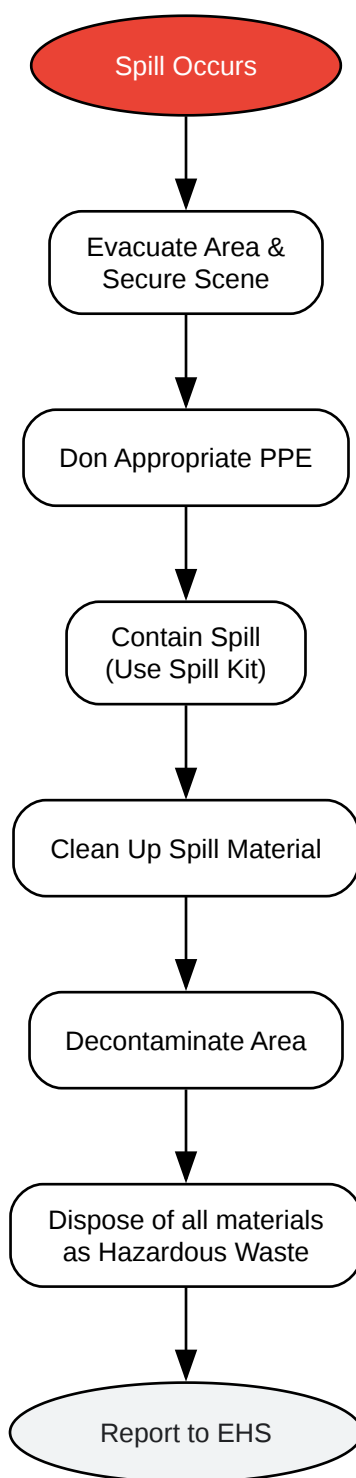 Spill Occurs
Evacuate Area &
Secure Scene
Don Appropriate PPE
Contain Spill
(Use Spill Kit)
Clean Up Spill Material
Decontaminate Area
Dispose of all materials
as Hazardous Waste
Report to EHS